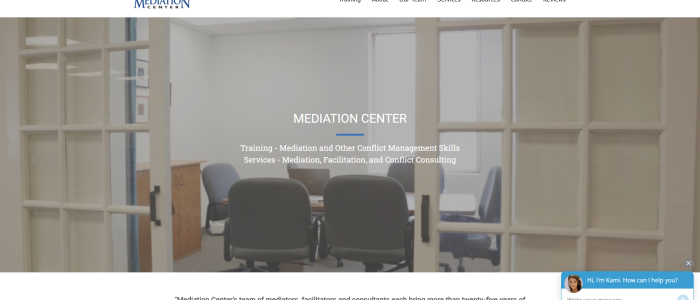 MEDIATION
CENTER
Training About Our Team Services Resources Contact Reviews
MEDIATION CENTER
Training - Mediation and Other Conflict Management Skills
Services - Mediation, Facilitation, and Conflict Consulting
Hi, I'm Kami. How can I help you?
"Mediation Center's team of mediators, facilitators and consultants each bring more than twenty-five years of